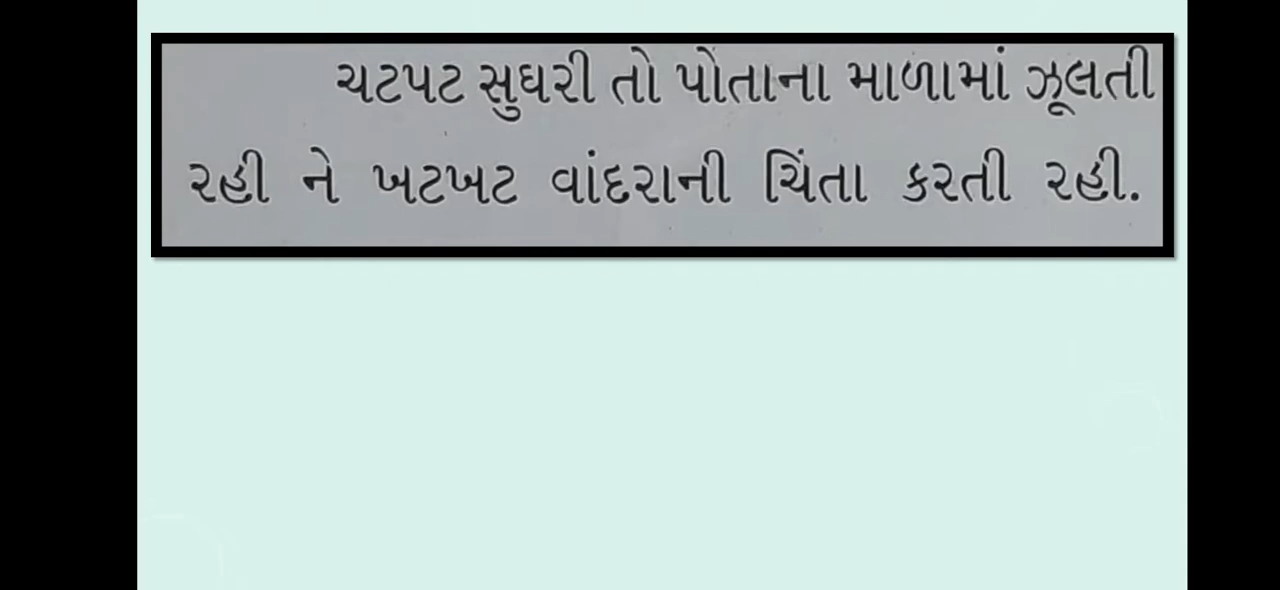 ચટપટ સુઘરી તો પોતાના માળામાં ઝૂલતી
રહી ને ખટખટ વાંદરાની ચિંતા કરતી રહી.